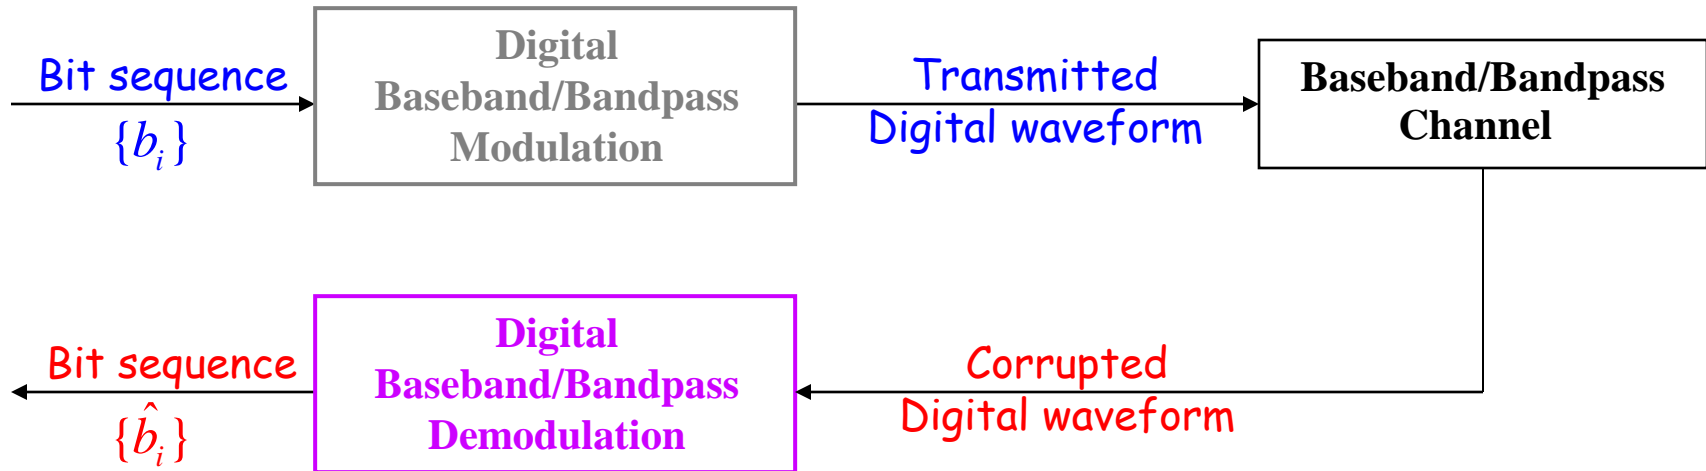 Bit sequence
{b_i}
Digital
Baseband/Bandpass
Modulation
Transmitted
Digital waveform
Baseband/Bandpass
Channel
Corrupted
Digital waveform
Digital
Baseband/Bandpass
Demodulation
Bit sequence
{b̂_i}